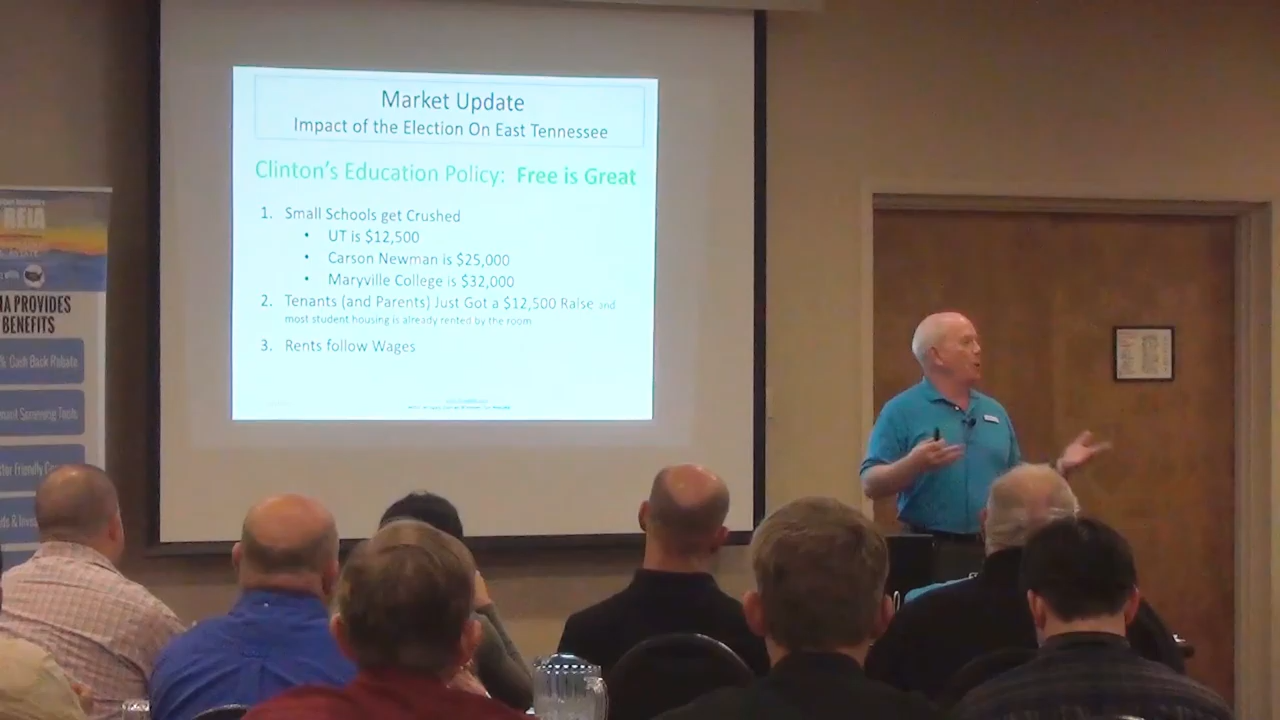 Market Update
Impact of the Election On East Tennessee
Clinton's Education Policy: Free is Great
1. Small Schools get Crushed
• UT is $12,500
• Carson Newman is $25,000
• Maryville College is $32,000
2. Tenants (and Parents) Just Got a $12,500 Raise and
most student housing is already rented by the room
3. Rents follow Wages
REIA
PROVIDES
BENEFITS
% Cash Back Rebate
Screening Tools
Friendly